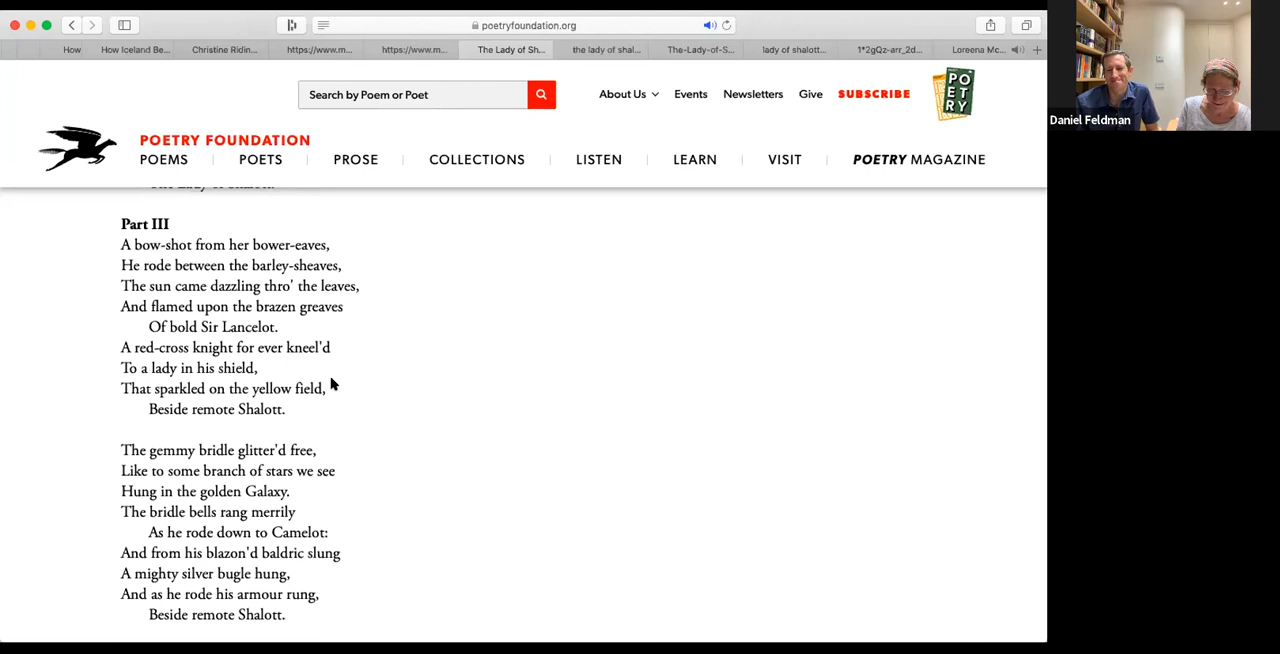 poetryfoundation.org
How
How Iceland Be...
Christine Ridin...
https://www.m...
https://www.m...
The Lady of Sh...
the lady of shal...
The-Lady-of-S...
lady of shalott...
1*2gQz-arr_2d...
Loreena Mc...
Search by Poem or Poet
About Us
Events
Newsletters
Give
SUBSCRIBE
POETRY
POETRY FOUNDATION
POEMS
POETS
PROSE
COLLECTIONS
LISTEN
LEARN
VISIT
POETRY MAGAZINE
The Lady of Shalott.
Part III
A bow-shot from her bower-eaves,
He rode between the barley-sheaves,
The sun came dazzling thro' the leaves,
And flamed upon the brazen greaves
Of bold Sir Lancelot.
A red-cross knight for ever kneel'd
To a lady in his shield,
That sparkled on the yellow field,
Beside remote Shalott.
The gemmy bridle glitter'd free,
Like to some branch of stars we see
Hung in the golden Galaxy.
The bridle bells rang merrily
As he rode down to Camelot:
And from his blazon'd baldric slung
A mighty silver bugle hung,
And as he rode his armour rung,
Beside remote Shalott.
Daniel Feldman